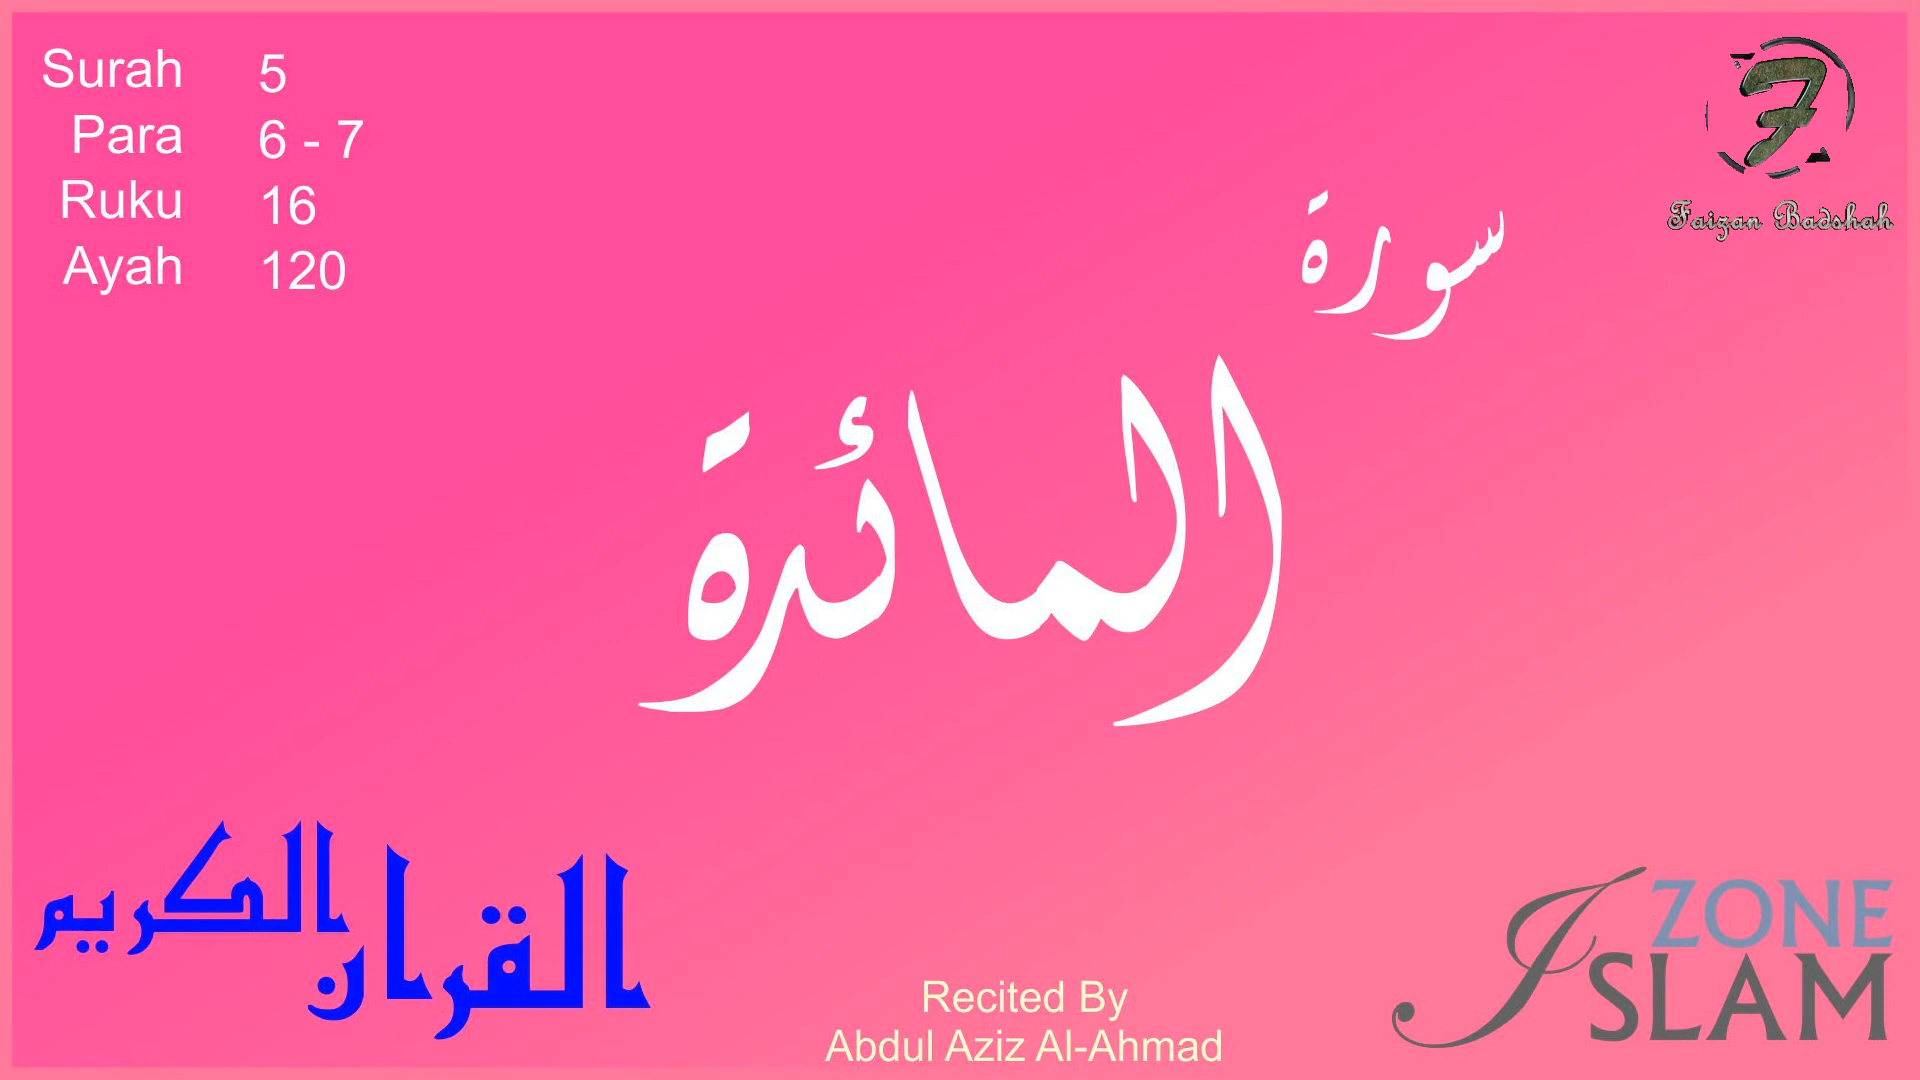 Surah 5
Para 6 - 7
Ruku 16
Ayah 120
Faizan Badshah
سورة
المائدة
القران الكريم
Recited By
Abdul Aziz Al-Ahmad
ZONE
ISLAM